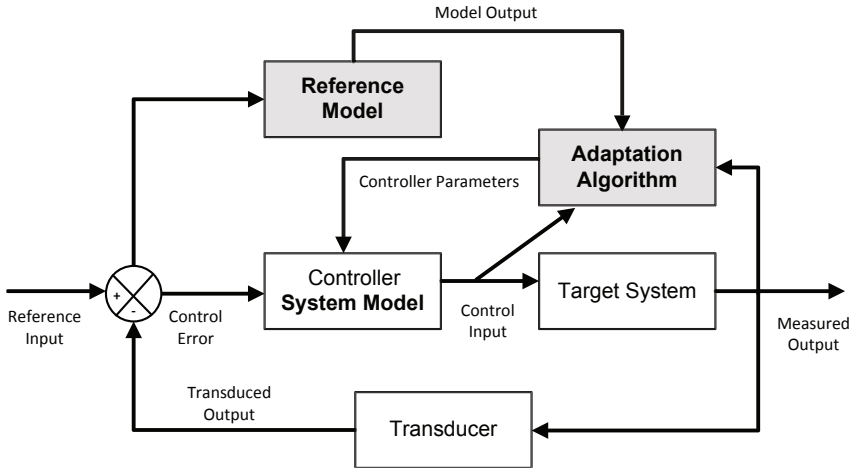 Model Output
Reference
Model
Adaptation
Algorithm
Controller Parameters
Controller
System Model
Target System
+
-
Reference
Input
Control
Error
Control
Input
Measured
Output
Transduced
Output
Transducer